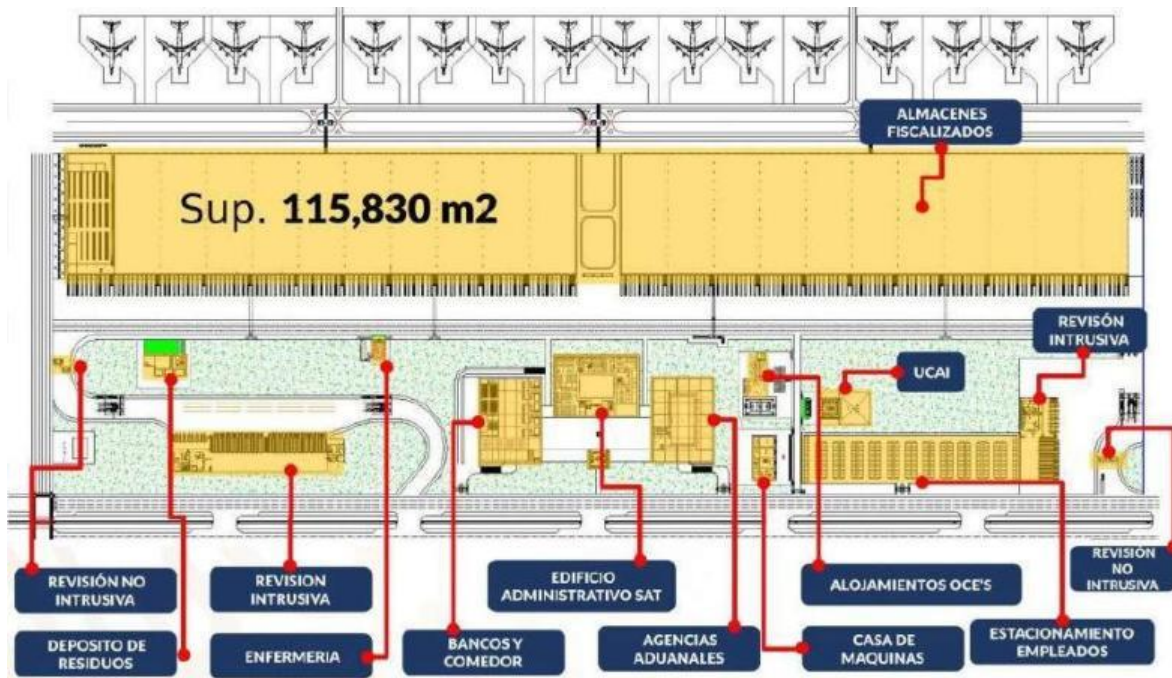 ALMACENES
FISCALIZADOS
Sup. 115,830 m2
REVISÓN
INTRUSIVA
UCAI
REVISIÓN NO
INTRUSIVA
REVISION
INTRUSIVA
EDIFICIO
ADMINISTRATIVO SAT
ALOJAMIENTOS OCE'S
REVISIÓN
NO
INTRUSIVA
DEPOSITO DE
RESIDUOS
ENFERMERIA
BANCOS Y
COMEDOR
AGENCIAS
ADUANALES
CASA DE
MAQUINAS
ESTACIONAMIENTO
EMPLEADOS